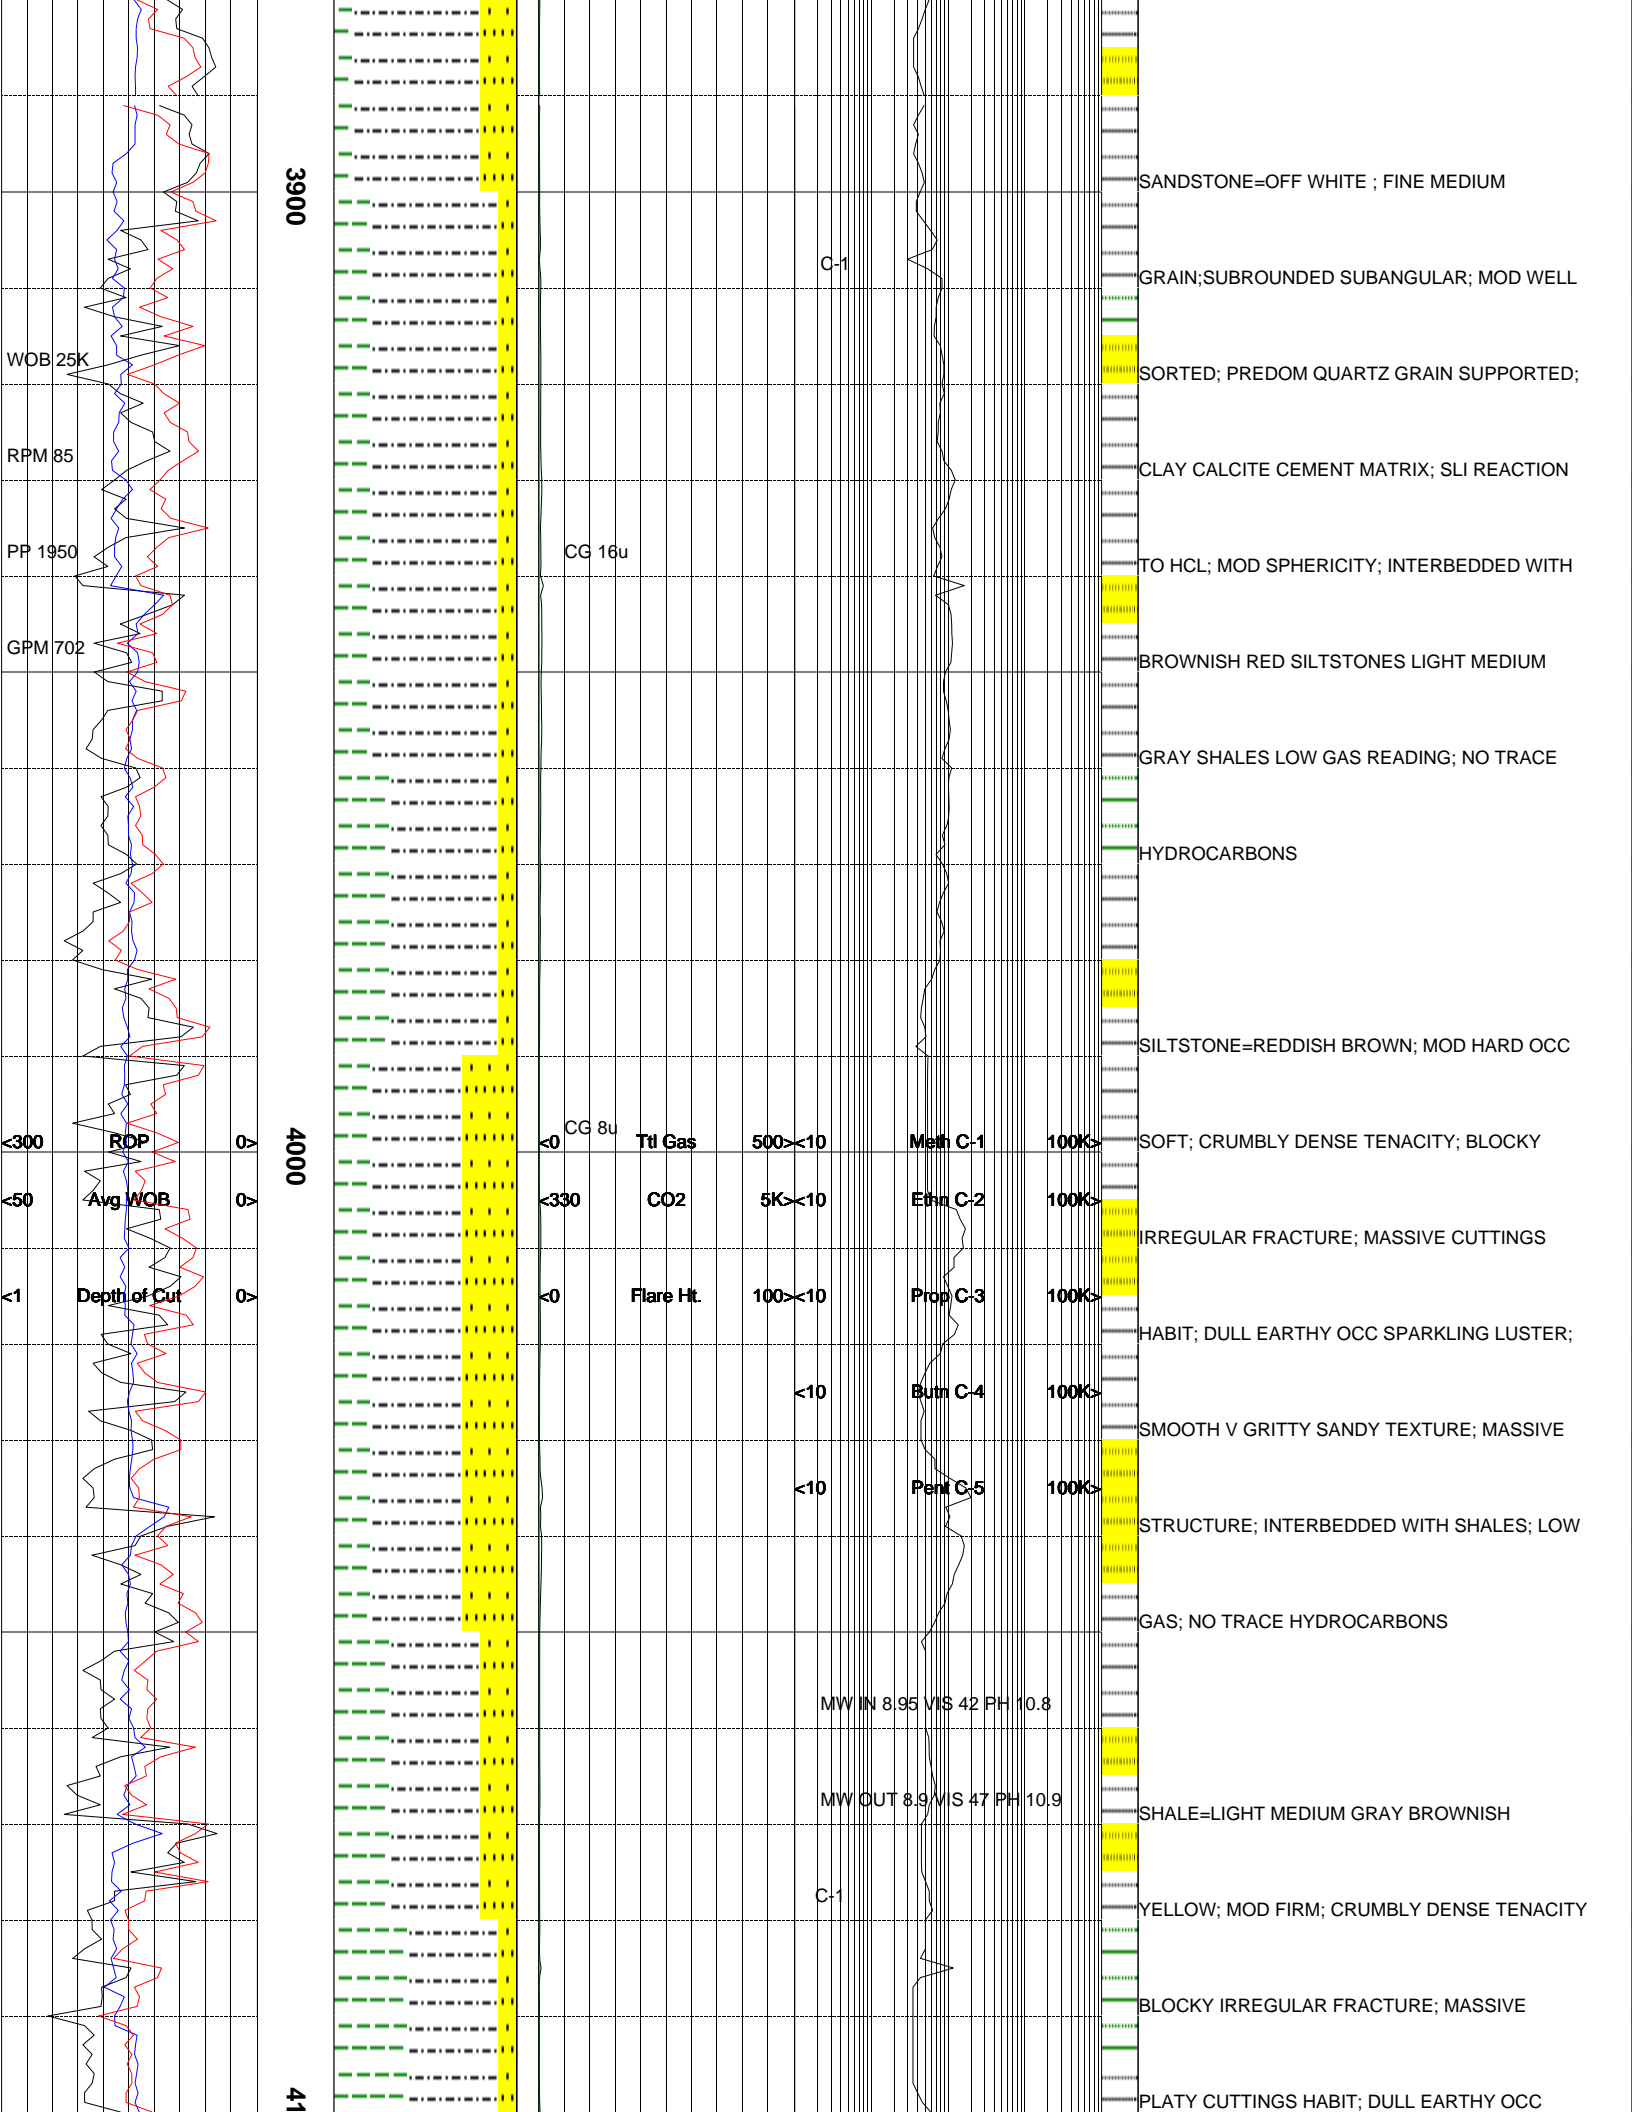 3900
SANDSTONE=OFF WHITE ; FINE MEDIUM
C-1
GRAIN;SUBROUNDED SUBANGULAR; MOD WELL
WOB 25K
SORTED; PREDOM QUARTZ GRAIN SUPPORTED;
RPM 85
CLAY CALCITE CEMENT MATRIX; SLI REACTION
PP 1950
CG 16u
TO HCL; MOD SPHERICITY; INTERBEDDED WITH
GPM 702
BROWNISH RED SILTSTONES LIGHT MEDIUM
GRAY SHALES LOW GAS READING; NO TRACE
HYDROCARBONS
SILTSTONE=REDDISH BROWN; MOD HARD OCC
CG 8u
<300 ROP 0>
4000
<0 Ttl Gas 500>
<10 Meth C-1 100K>
SOFT; CRUMBLY DENSE TENACITY; BLOCKY
<50 Avg WOB 0>
<330 CO2 5K>
<10 Ethn C-2 100K>
IRREGULAR FRACTURE; MASSIVE CUTTINGS
<1 Depth of Cut 0>
<0 Flare Ht. 100>
<10 Prop C-3 100K>
HABIT; DULL EARTHY OCC SPARKLING LUSTER;
<10 Butn C-4 100K>
SMOOTH V GRITTY SANDY TEXTURE; MASSIVE
<10 Pent C-5 100K>
STRUCTURE; INTERBEDDED WITH SHALES; LOW
GAS; NO TRACE HYDROCARBONS
MW IN 8.95 VIS 42 PH 10.8
MW OUT 8.9 VIS 47 PH 10.9
SHALE=LIGHT MEDIUM GRAY BROWNISH
C-1
YELLOW; MOD FIRM; CRUMBLY DENSE TENACITY
BLOCKY IRREGULAR FRACTURE; MASSIVE
41
PLATY CUTTINGS HABIT; DULL EARTHY OCC